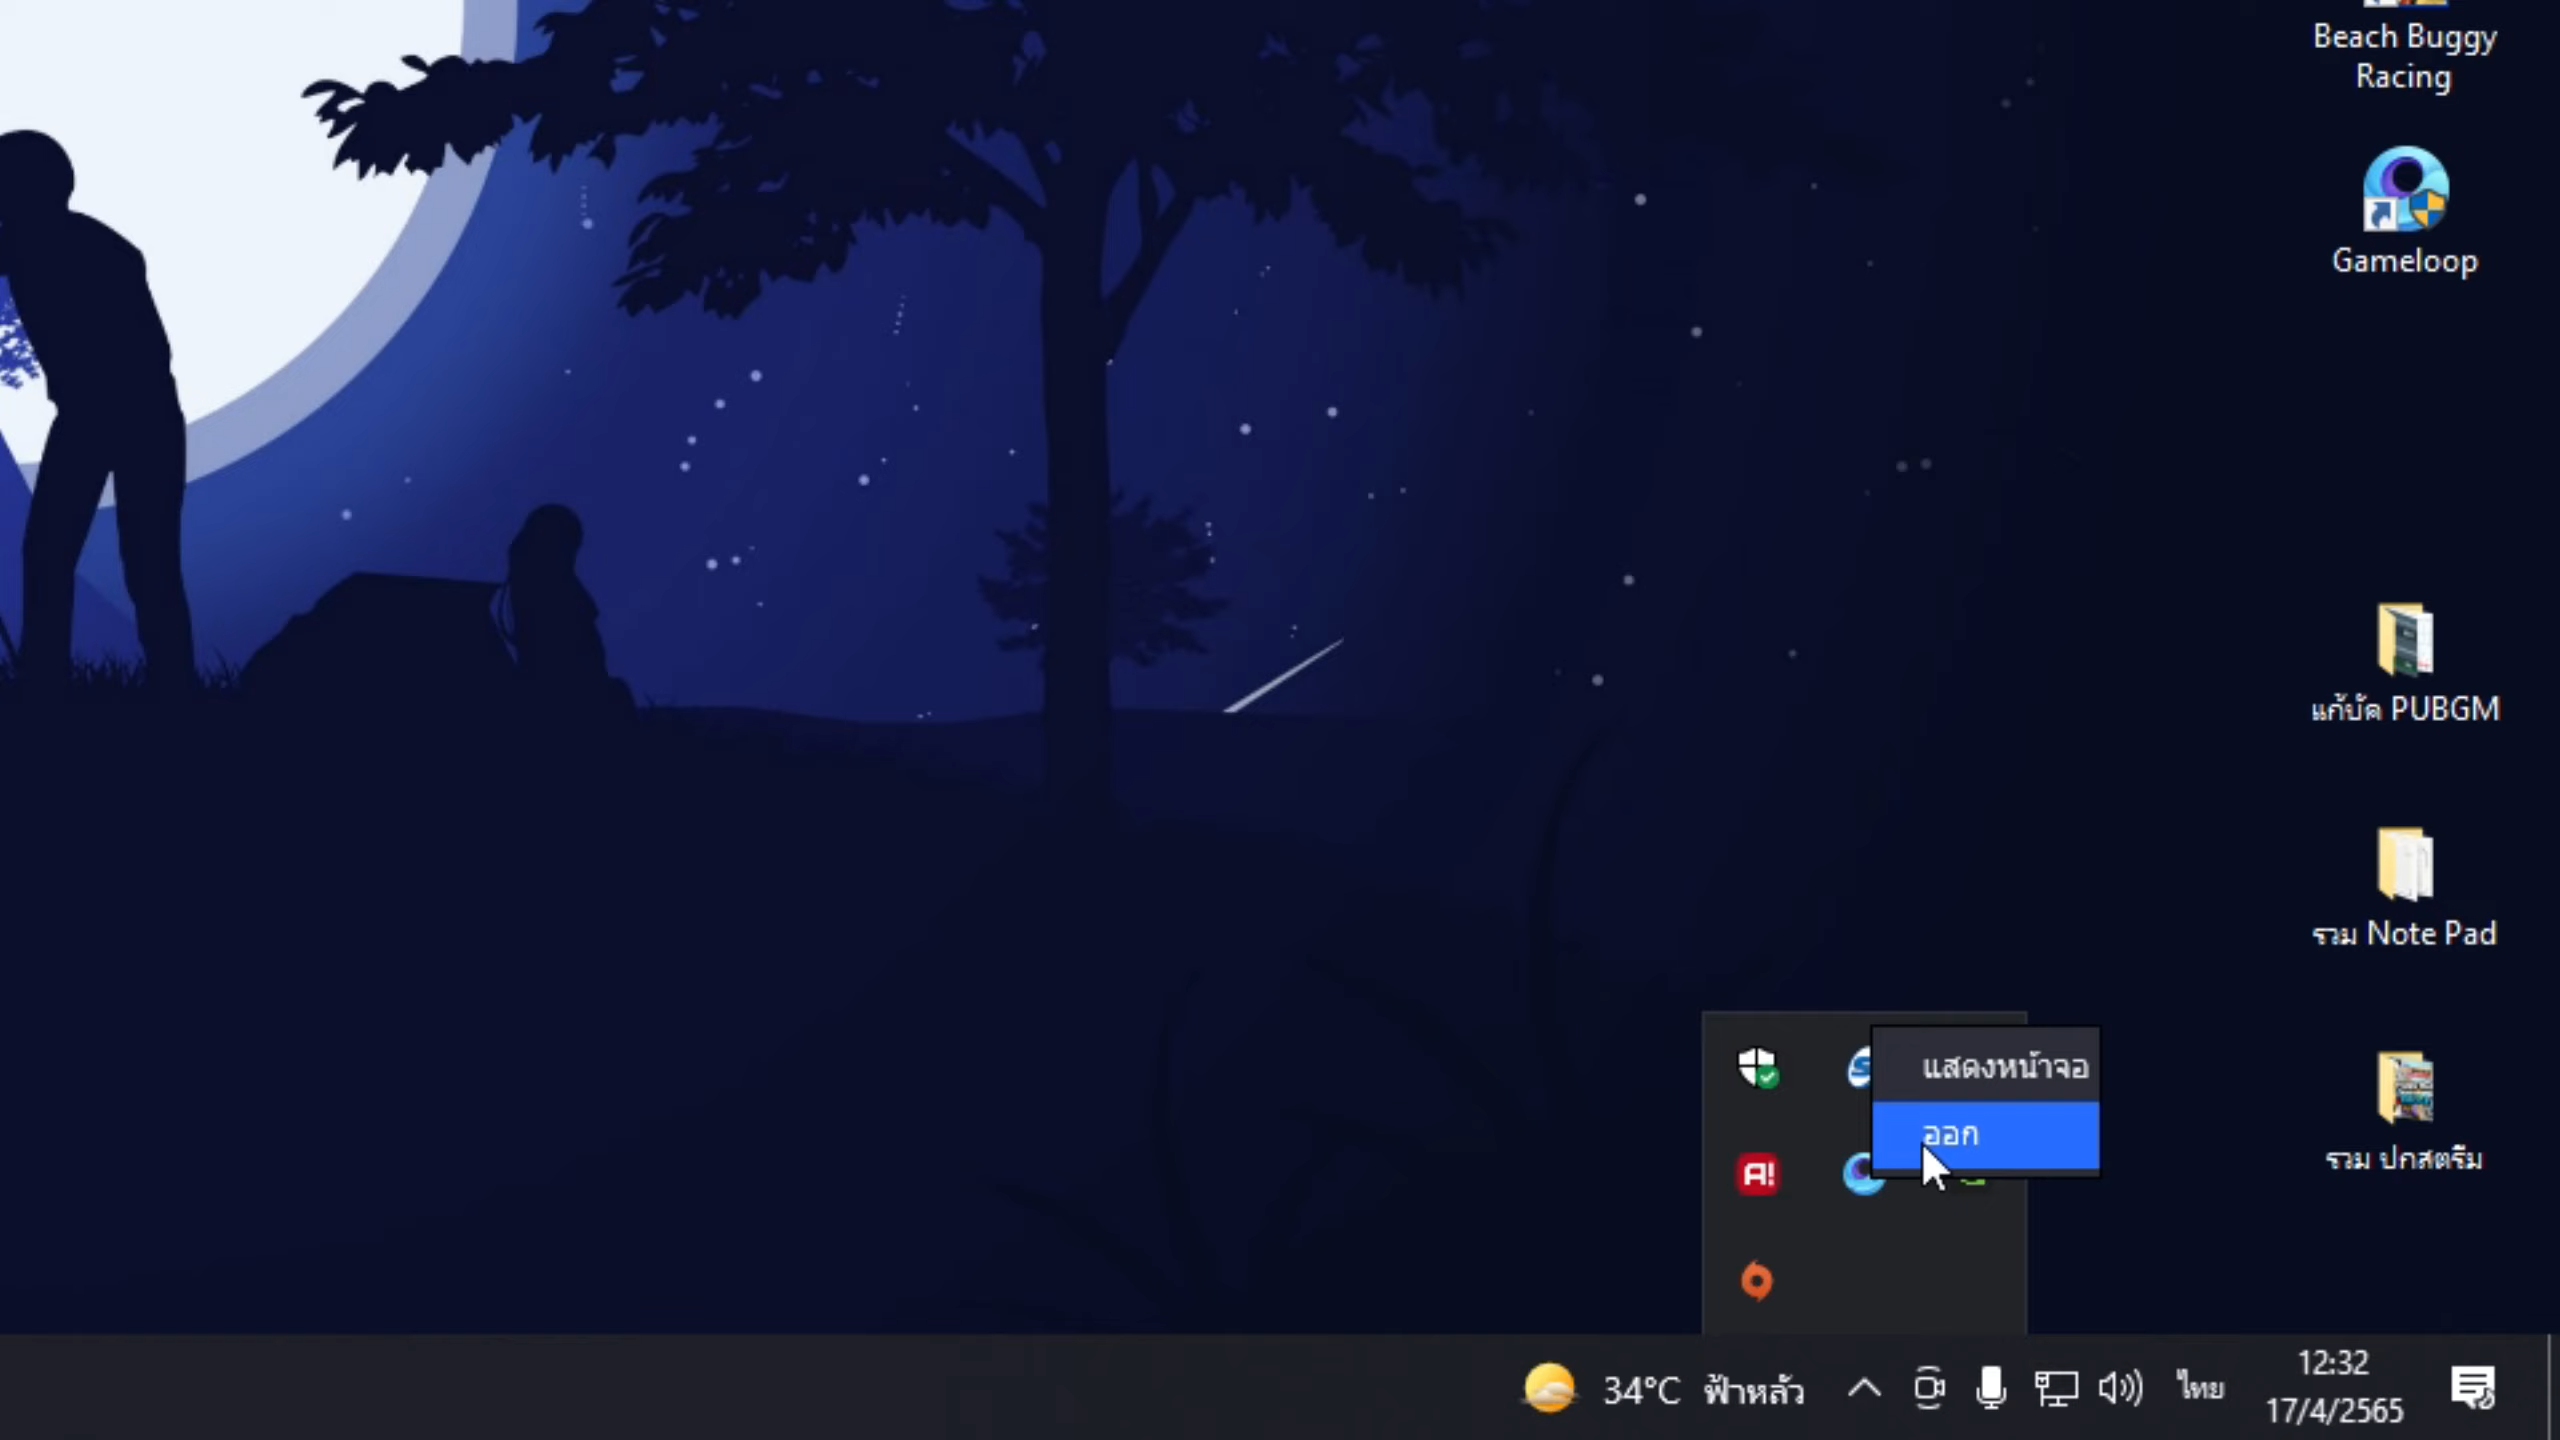 Beach Buggy
Racing
Gameloop
แก้บัค PUBGM
รวม Note Pad
รวม ปกสตรีม
แสดงหน้าจอ
ออก
A!
34°C ฟ้าหลัว
ไทย
12:32
17/4/2565